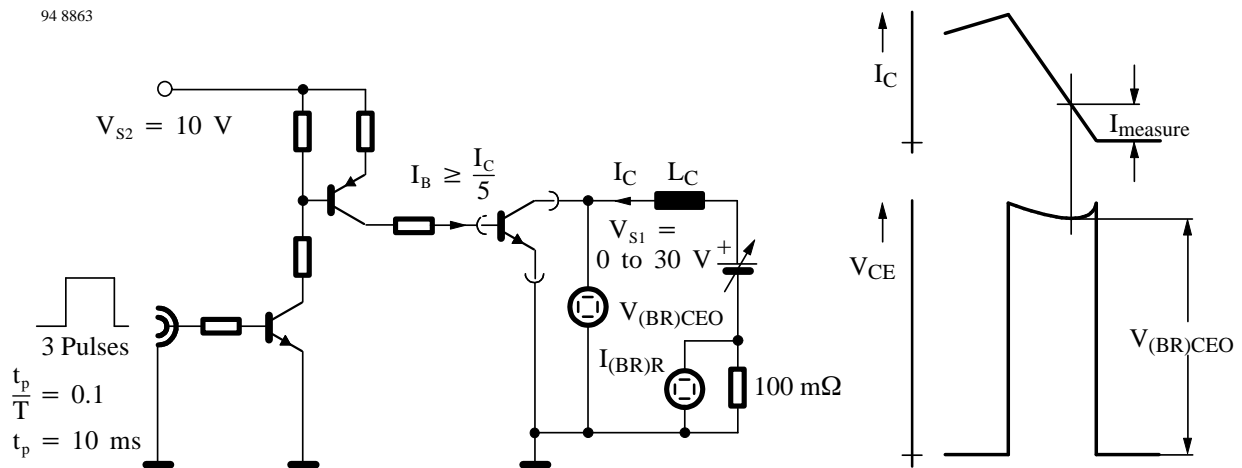 94 8863
V_S2 = 10 V
I_B ≥ I_C/5
I_C
L_C
V_S1 =
0 to 30 V
+
V_(BR)CEO
I_(BR)R
100 mΩ
3 Pulses
t_p/T = 0.1
t_p = 10 ms
I_C
I_measure
V_CE
V_(BR)CEO